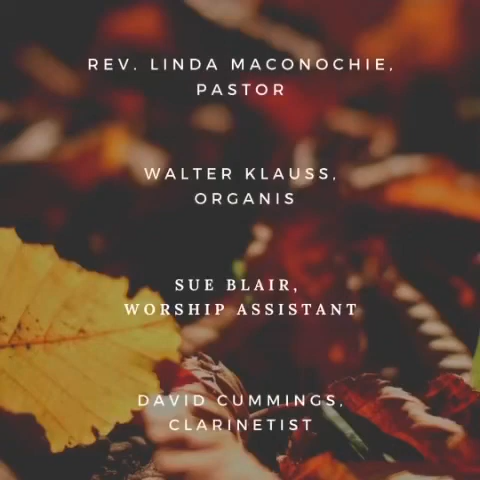 REV. LINDA MACONOCHIE,
PASTOR
WALTER KLAUSS,
ORGANIS
SUE BLAIR,
WORSHIP ASSISTANT
DAVID CUMMINGS,
CLARINETIST